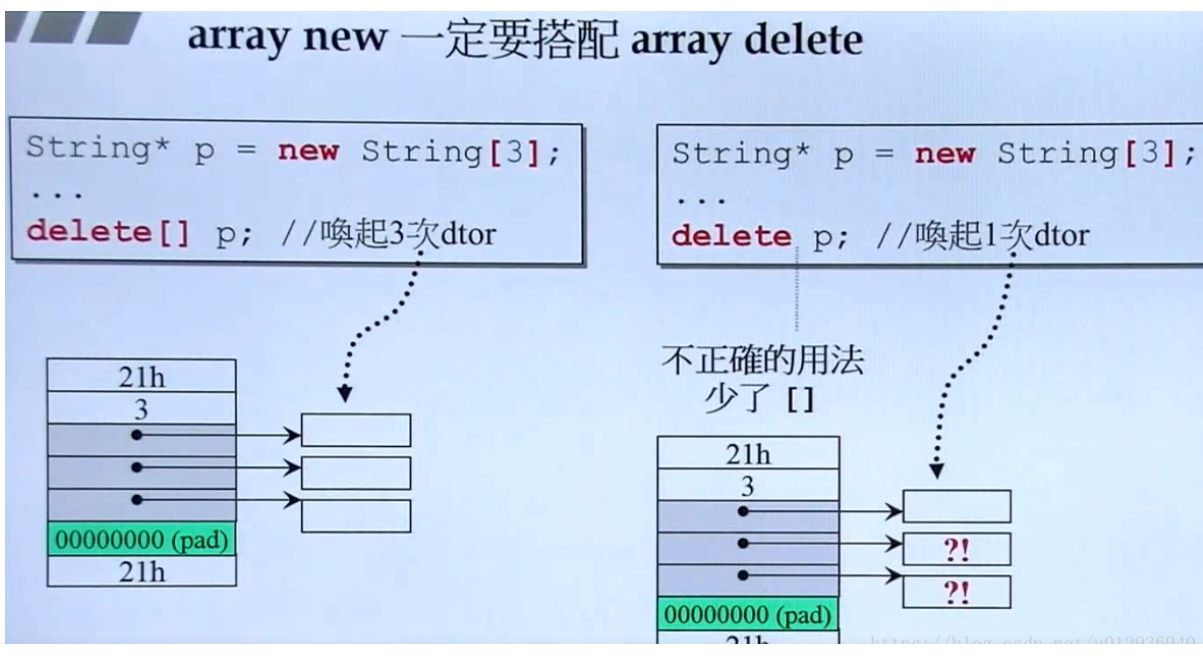 array new 一定要搭配 array delete
String* p = new String[3];
...
delete[] p; //喚起3次dtor
21h
3
00000000 (pad)
21h
String* p = new String[3];
...
delete p; //喚起1次dtor
不正確的用法
少了 []
21h
3
?!
?!
00000000 (pad)
21h
https://blog.csdn.net/u012936940